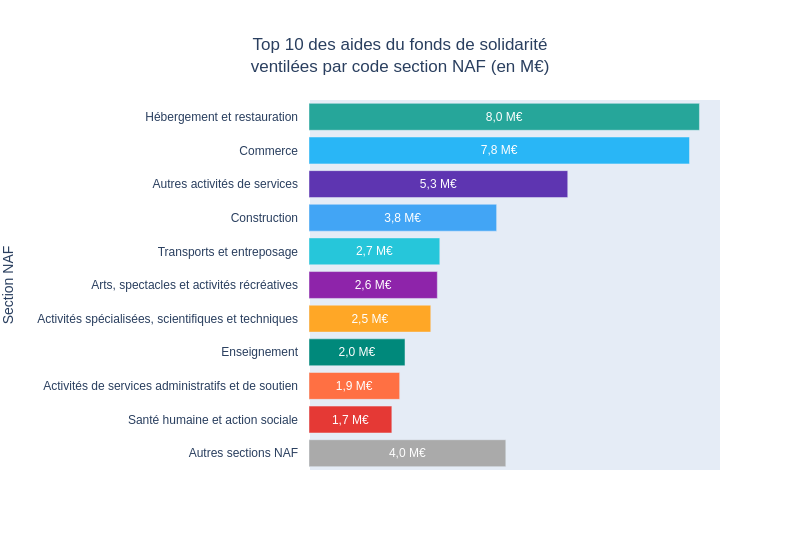 Top 10 des aides du fonds de solidarité
ventilées par code section NAF (en M€)
Section NAF
Hébergement et restauration 8,0 M€
Commerce 7,8 M€
Autres activités de services 5,3 M€
Construction 3,8 M€
Transports et entreposage 2,7 M€
Arts, spectacles et activités récréatives 2,6 M€
Activités spécialisées, scientifiques et techniques 2,5 M€
Enseignement 2,0 M€
Activités de services administratifs et de soutien 1,9 M€
Santé humaine et action sociale 1,7 M€
Autres sections NAF 4,0 M€